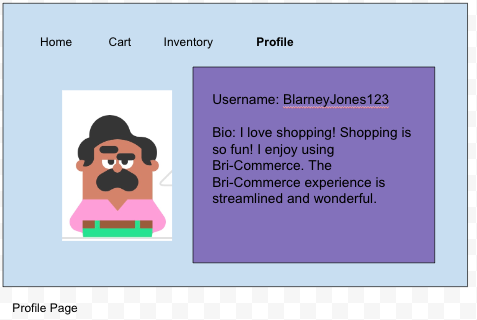 Home Cart Inventory Profile
Username: BlarneyJones123
Bio: I love shopping! Shopping is
so fun! I enjoy using
Bri-Commerce. The
Bri-Commerce experience is
streamlined and wonderful.
Profile Page